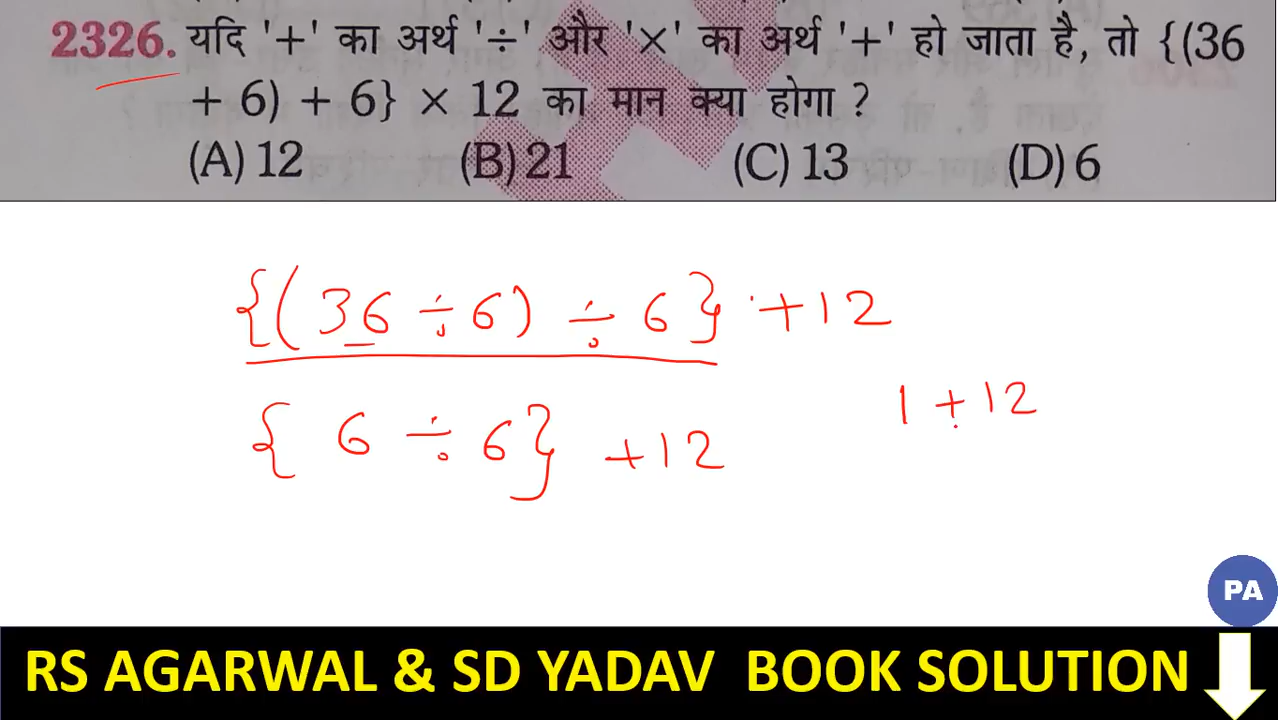 2326. यदि '+' का अर्थ '÷' और '×' का अर्थ '+' हो जाता है, तो {(36
+ 6) + 6} × 12 का मान क्या होगा ?
(A) 12 (B) 21 (C) 13 (D) 6
{(36 ÷ 6) ÷ 6} + 12
{ 6 ÷ 6} + 12
1 + 12
PA
RS AGARWAL & SD YADAV BOOK SOLUTION